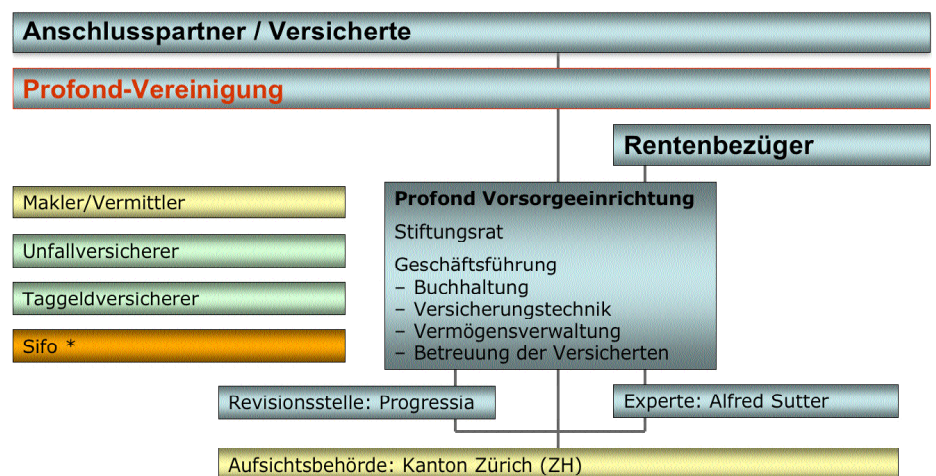 Anschlusspartner / Versicherte
Profond-Vereinigung
Rentenbezüger
Makler/Vermittler
Unfallversicherer
Taggeldversicherer
Sifo *
Profond Vorsorgeeinrichtung
Stiftungsrat
Geschäftsführung
– Buchhaltung
– Versicherungstechnik
– Vermögensverwaltung
– Betreuung der Versicherten
Revisionsstelle: Progressia
Experte: Alfred Sutter
Aufsichtsbehörde: Kanton Zürich (ZH)